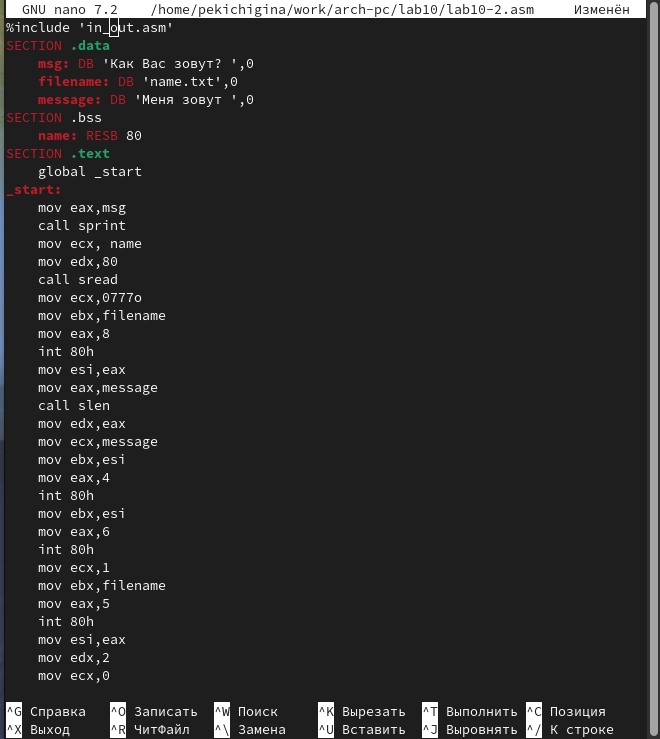 GNU nano 7.2 /home/pekichigina/work/arch-pc/lab10/lab10-2.asm Изменён
%include 'in_out.asm'
SECTION .data
msg: DB 'Как Вас зовут? ',0
filename: DB 'name.txt',0
message: DB 'Меня зовут ',0
SECTION .bss
name: RESB 80
SECTION .text
global _start
_start:
mov eax,msg
call sprint
mov ecx, name
mov edx,80
call sread
mov ecx,0777o
mov ebx,filename
mov eax,8
int 80h
mov esi,eax
mov eax,message
call slen
mov edx,eax
mov ecx,message
mov ebx,esi
mov eax,4
int 80h
mov ebx,esi
mov eax,6
int 80h
mov ecx,1
mov ebx,filename
mov eax,5
int 80h
mov esi,eax
mov edx,2
mov ecx,0
^G Справка ^O Записать ^W Поиск ^K Вырезать ^T Выполнить ^C Позиция
^X Выход ^R ЧитФайл ^\ Замена ^U Вставить ^J Выровнять ^/ К строке